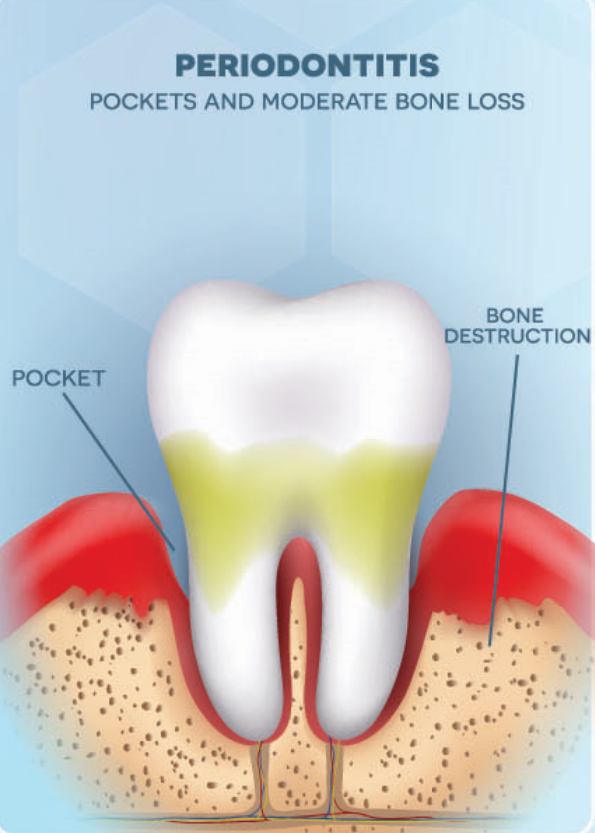 PERIODONTITIS
POCKETS AND MODERATE BONE LOSS
BONE
DESTRUCTION
POCKET